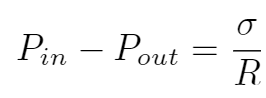 $P_{in} - P_{out} = \frac{\sigma}{R}$